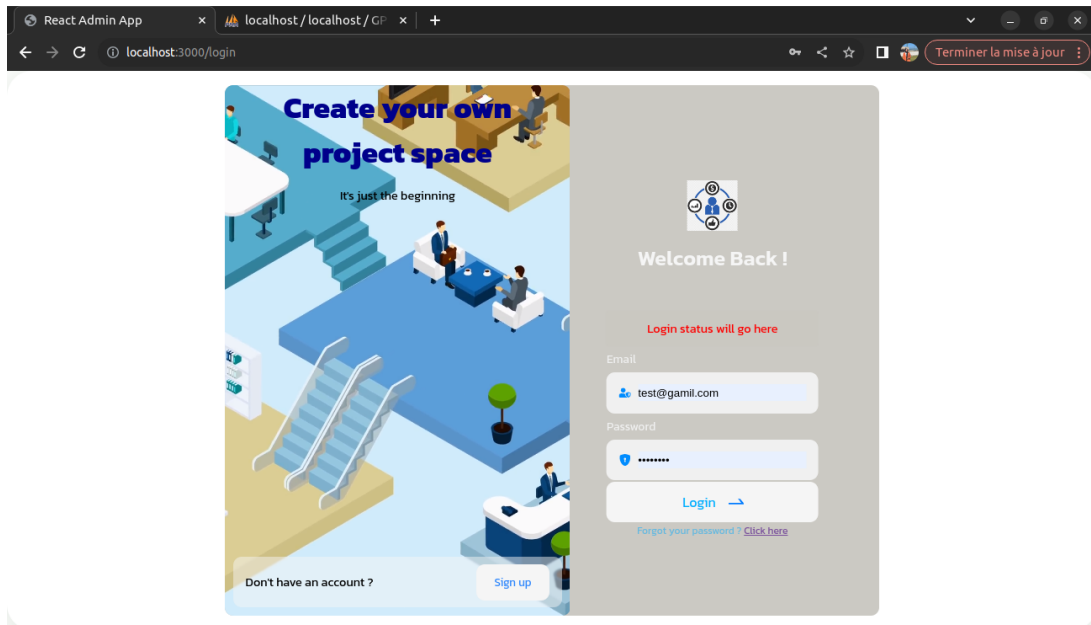 React Admin App
localhost / localhost / GP
localhost:3000/login
Terminer la mise à jour
Create your own
project space
It's just the beginning
Don't have an account ?
Sign up
Welcome Back !
Login status will go here
Email
test@gamil.com
Password
••••••••
Login
Forgot your password ? Click here